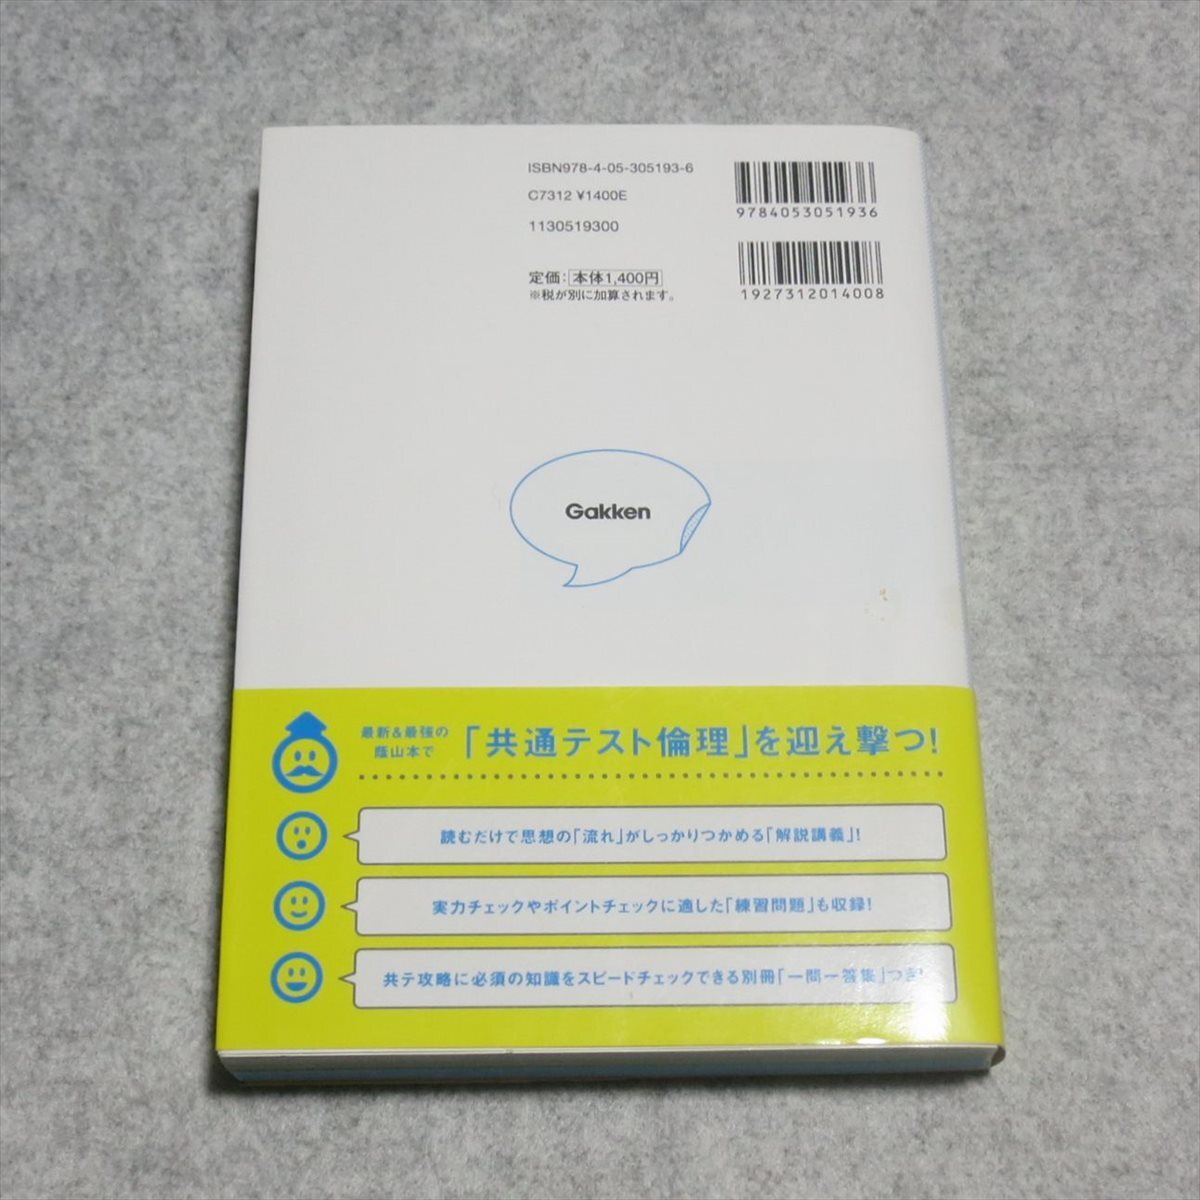 ISBN978-4-05-305193-6
C7312 ¥1400E
1130519300
定価：本体1,400円
※税が別に加算されます。
9784053051936
1927312014008
Gakken
最新&最強の
蔭山本で
「共通テスト倫理」を迎え撃つ！
読むだけで思想の「流れ」がしっかりつかめる「解説講義」！
実力チェックやポイントチェックに適した「練習問題」も収録！
共テ攻略に必須の知識をスピードチェックできる別冊「一問一答集」つき！